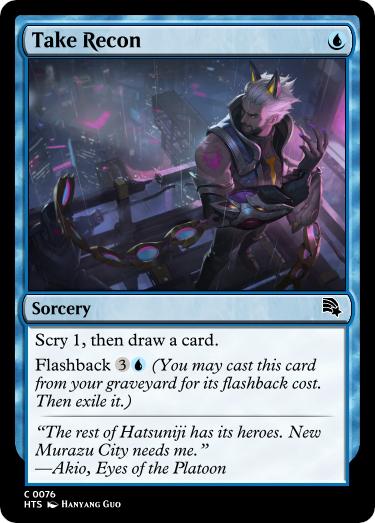 Take Recon
Sorcery
Scry 1, then draw a card.
Flashback 3 (You may cast this card
from your graveyard for its flashback cost.
Then exile it.)
“The rest of Hatsuniji has its heroes. New
Murazu City needs me.”
—Akio, Eyes of the Platoon
C 0076
HTS Hanyang Guo